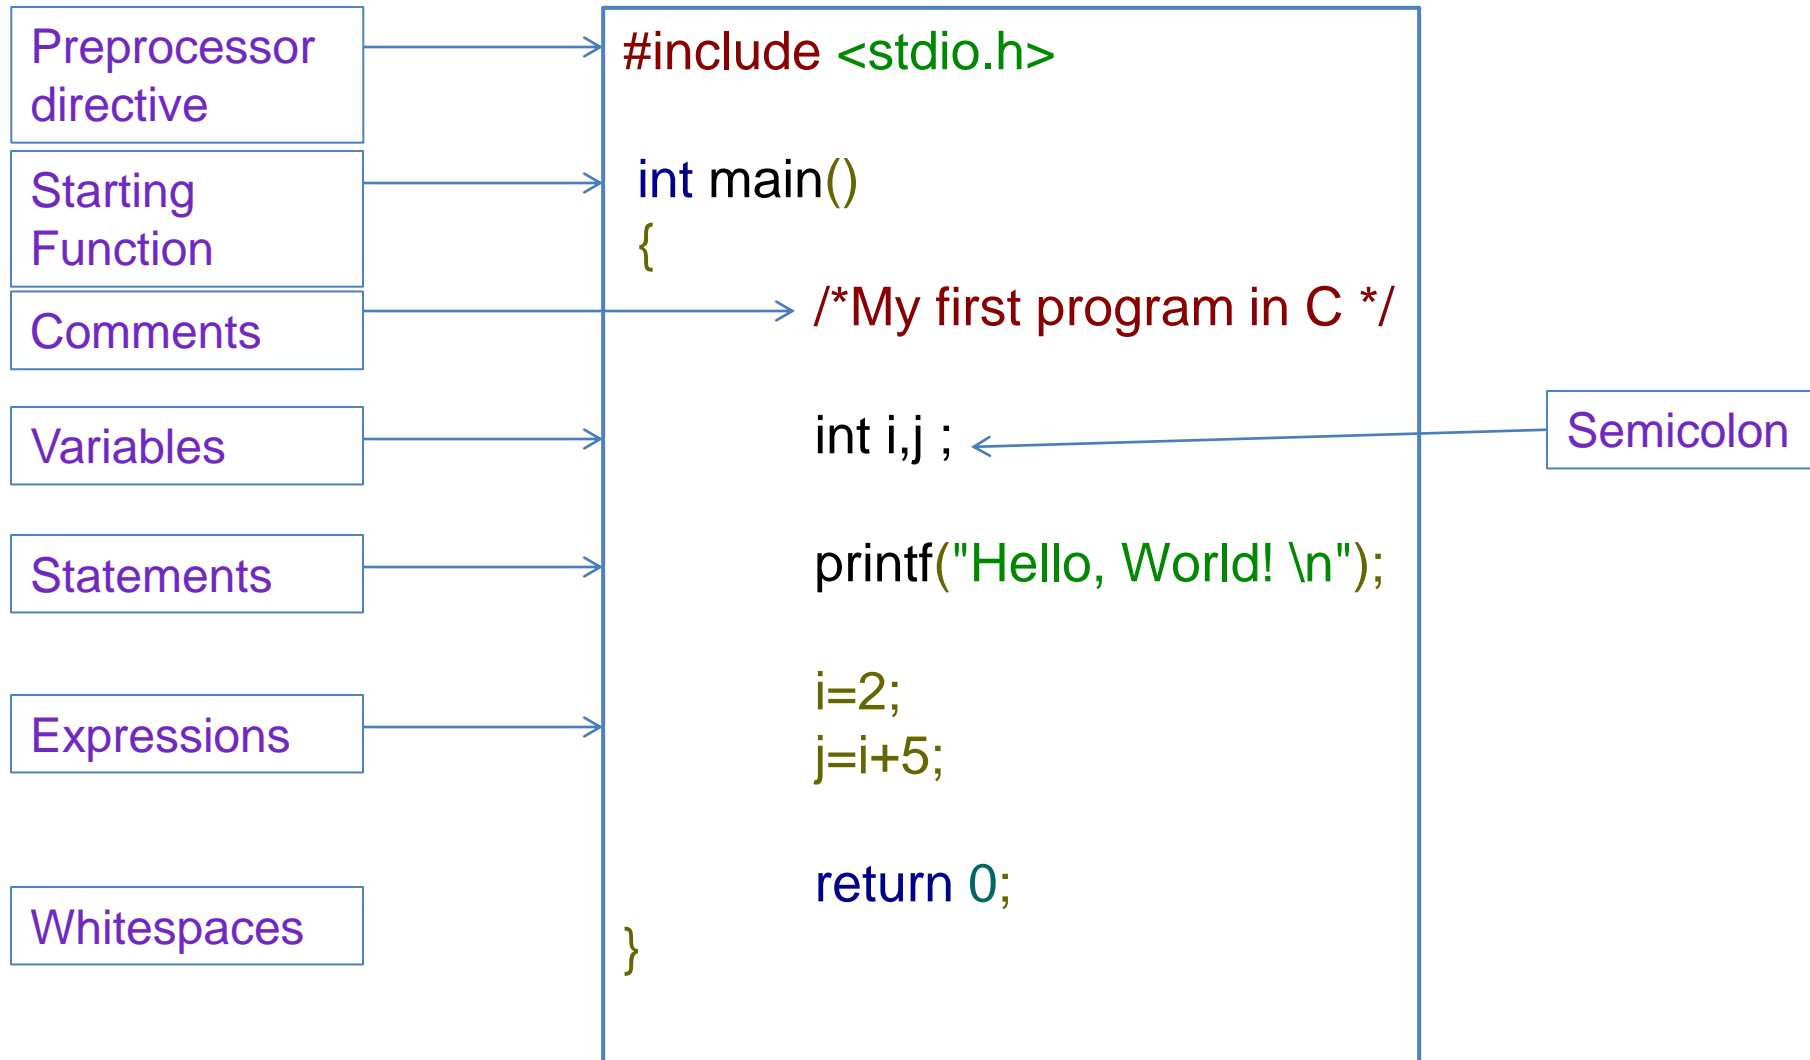 Preprocessor
directive
Starting
Function
Comments
Variables
Statements
Expressions
Whitespaces
#include <stdio.h>
int main()
{
/*My first program in C */
int i,j ;
printf("Hello, World! \n");
i=2;
j=i+5;
return 0;
}
Semicolon